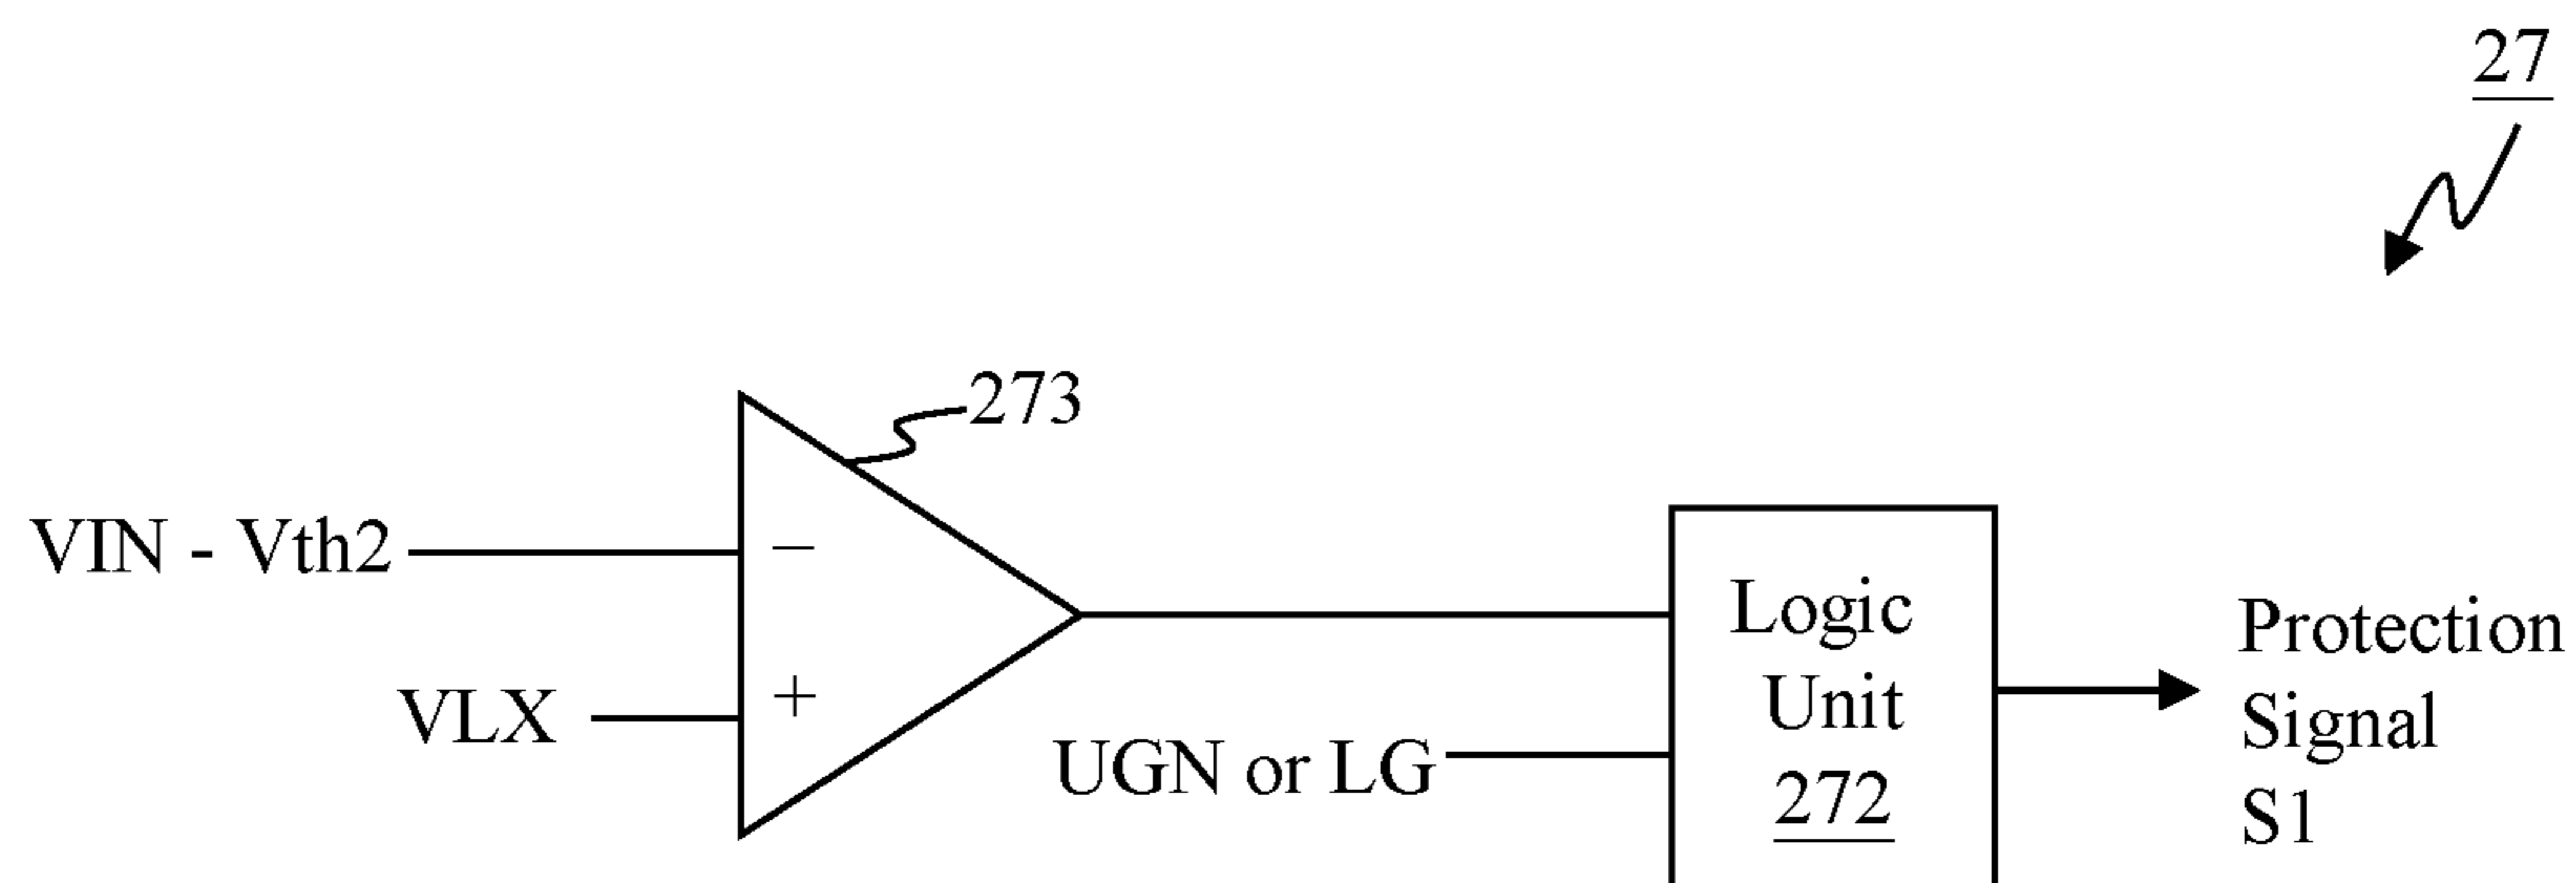 27
273
VIN - Vth2
−
VLX
+
UGN or LG
Logic
Unit
272
Protection
Signal
S1